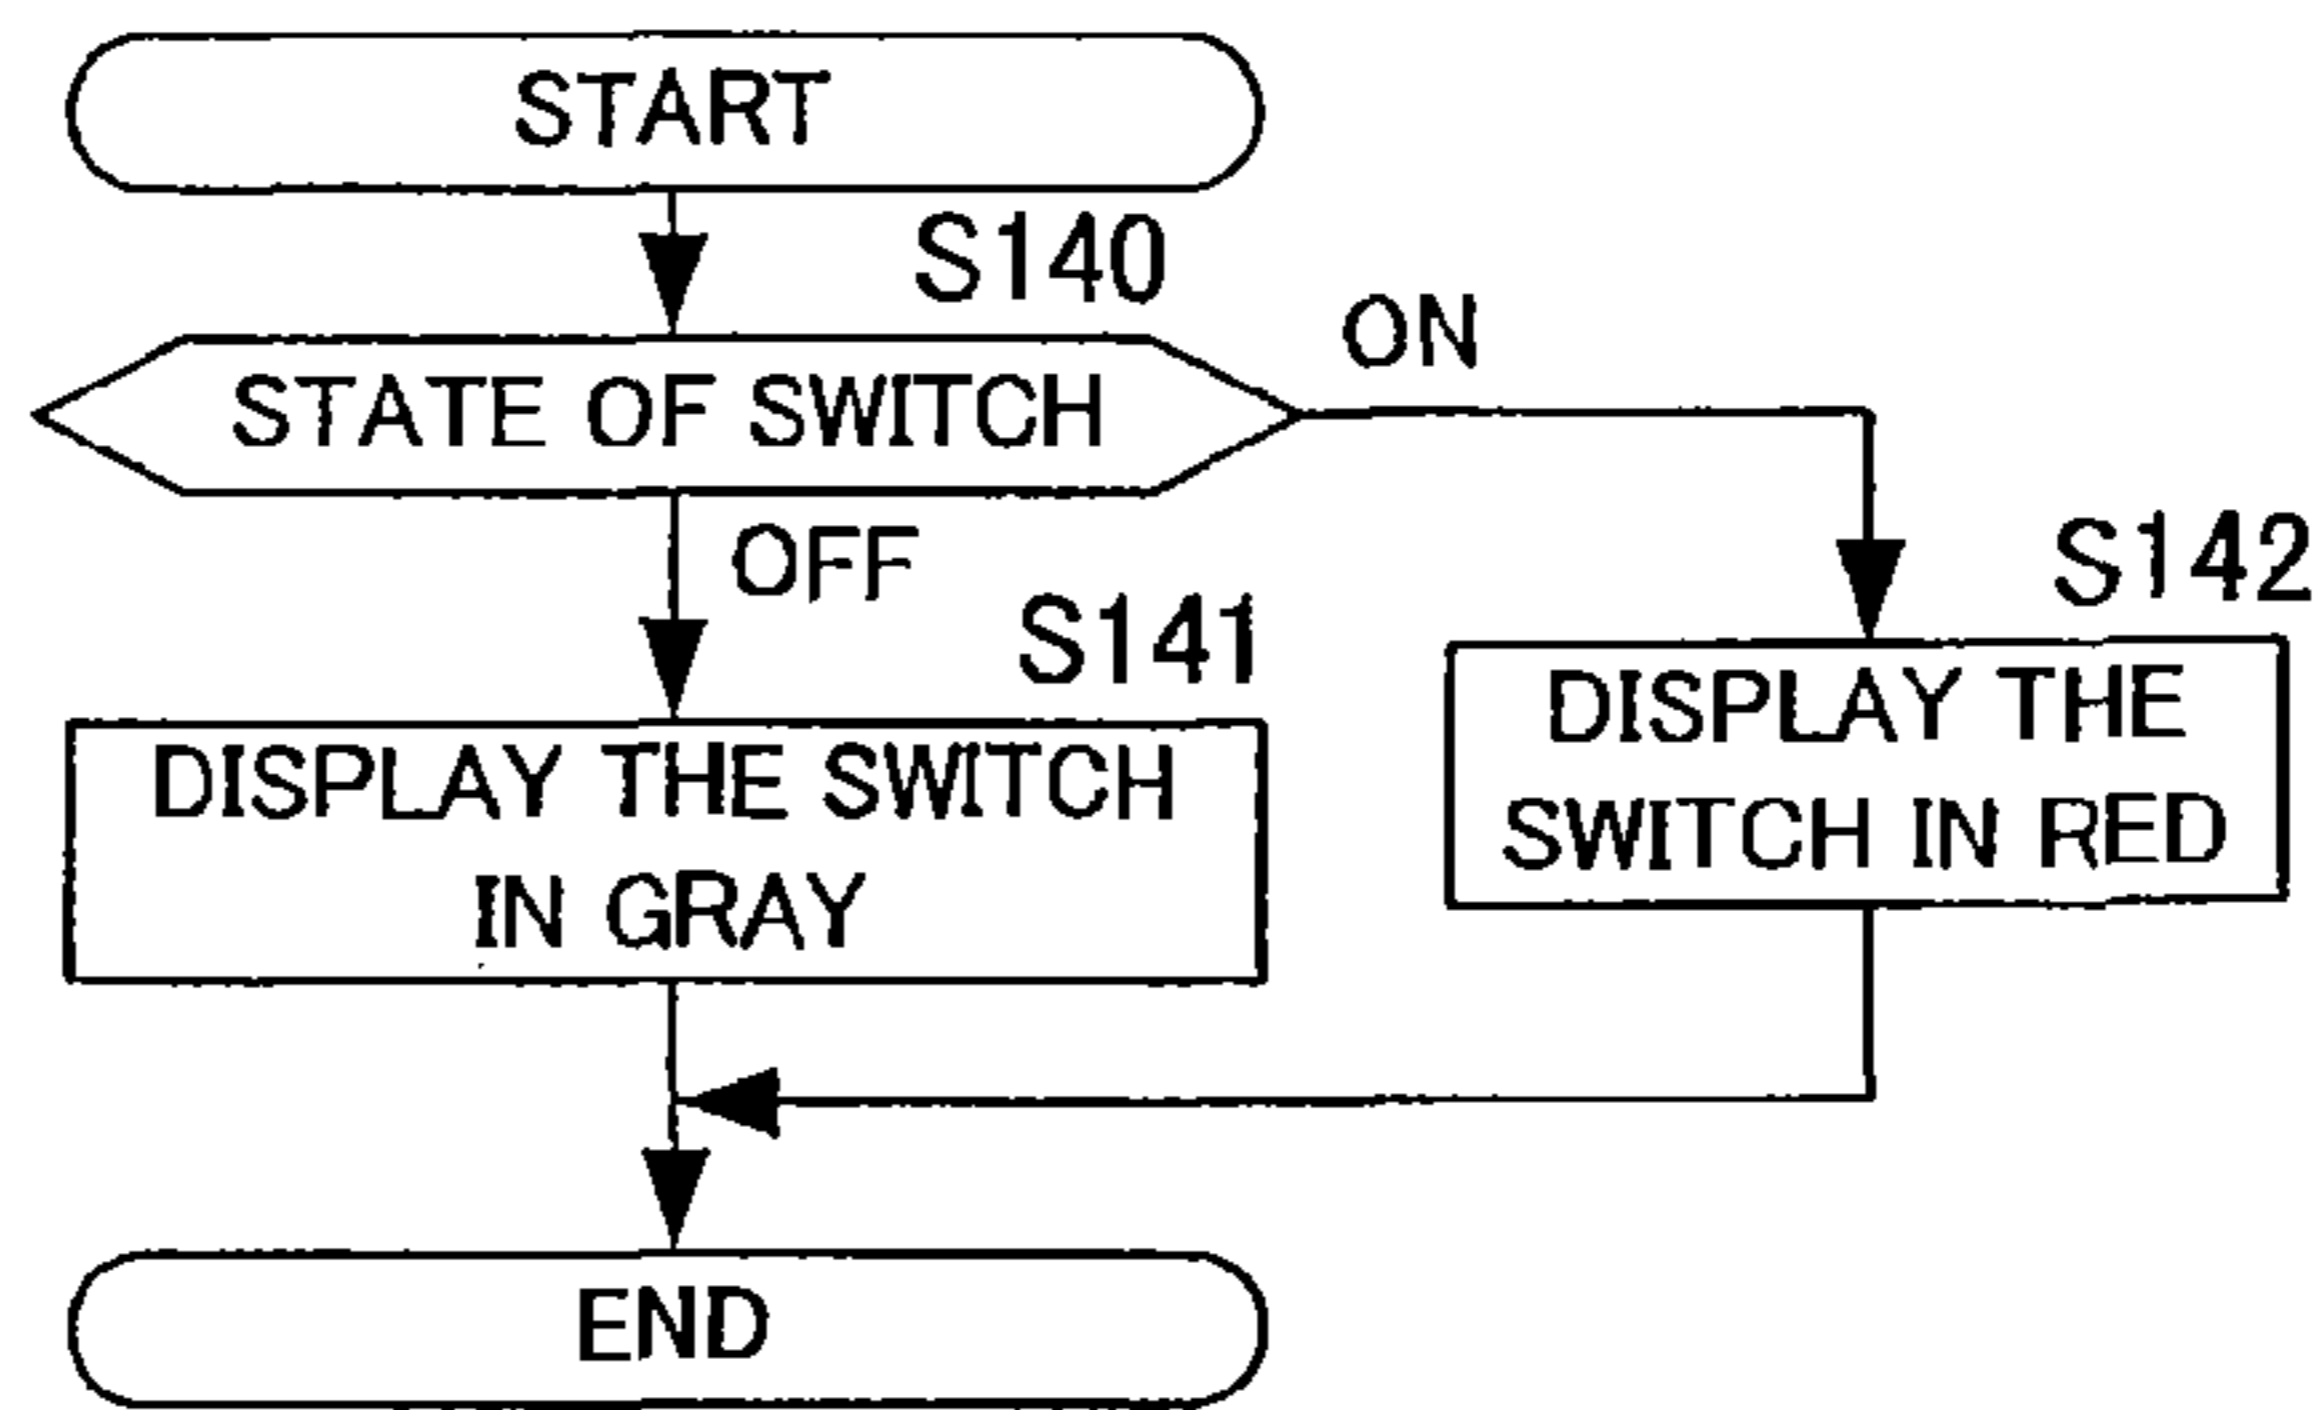 START
S140
ON
STATE OF SWITCH
OFF
S142
S141
DISPLAY THE
SWITCH IN RED
DISPLAY THE SWITCH
IN GRAY
END